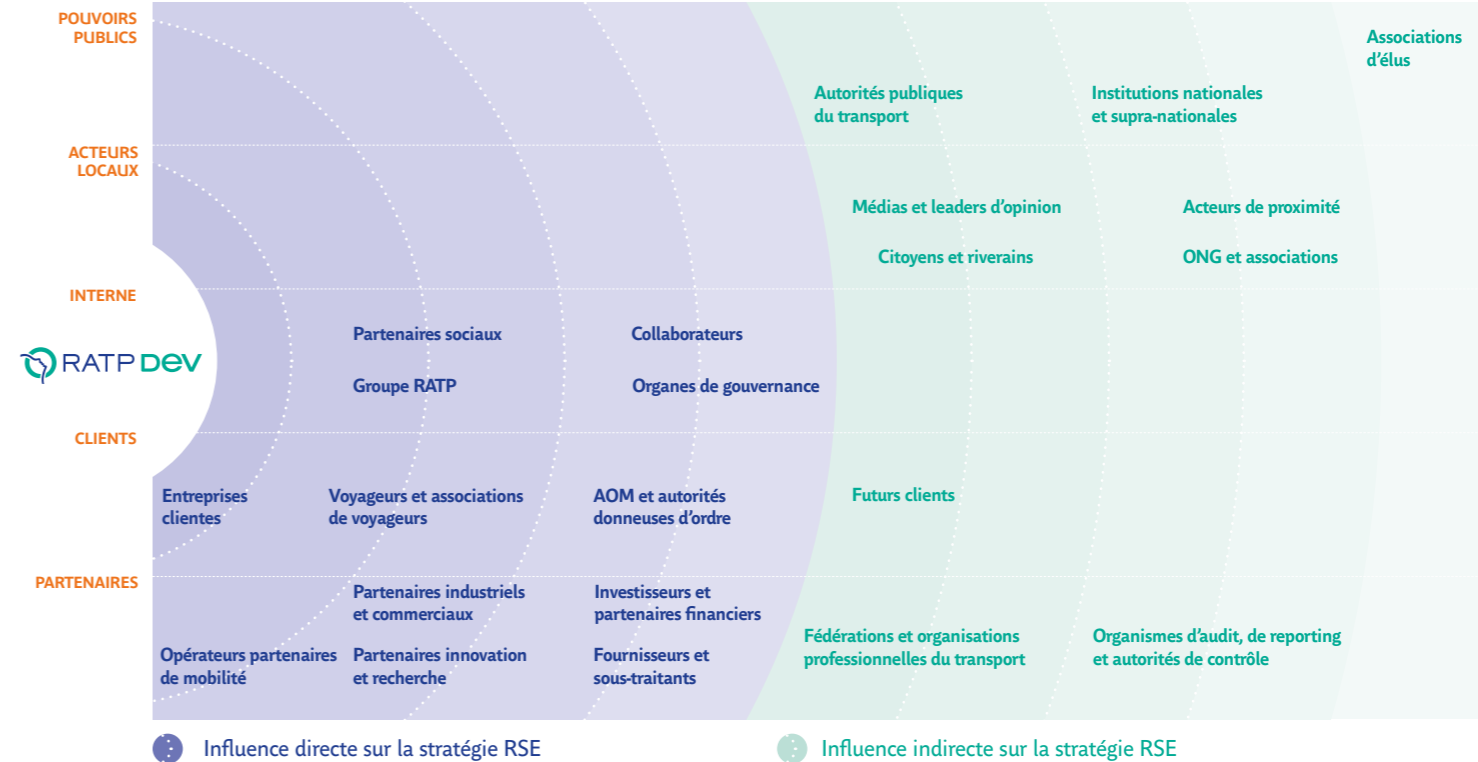 POUVOIRS
PUBLICS
Associations
d’élus
Autorités publiques
du transport
Institutions nationales
et supra-nationales
ACTEURS
LOCAUX
Médias et leaders d’opinion
Acteurs de proximité
Citoyens et riverains
ONG et associations
INTERNE
Partenaires sociaux
Collaborateurs
RATP DEV
Groupe RATP
Organes de gouvernance
CLIENTS
Entreprises
clientes
Voyageurs et associations
de voyageurs
AOM et autorités
donneuses d’ordre
Futurs clients
PARTENAIRES
Partenaires industriels
et commerciaux
Investisseurs et
partenaires financiers
Opérateurs partenaires
de mobilité
Partenaires innovation
et recherche
Fournisseurs et
sous-traitants
Fédérations et organisations
professionnelles du transport
Organismes d’audit, de reporting
et autorités de contrôle
Influence directe sur la stratégie RSE
Influence indirecte sur la stratégie RSE